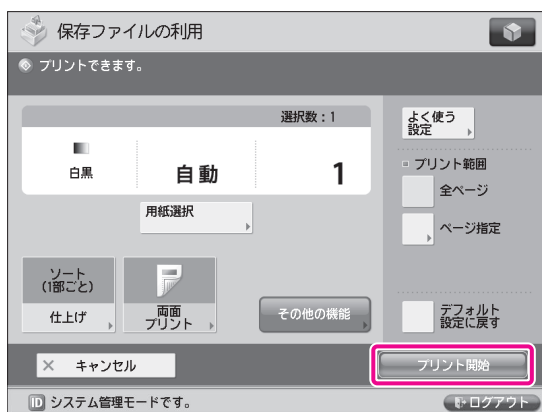 保存ファイルの利用
プリントできます。
選択数：1
白黒
自動
1
用紙選択
ソート
(1部ごと)
仕上げ
両面
プリント
その他の機能
よく使う
設定
プリント範囲
全ページ
ページ指定
デフォルト
設定に戻す
× キャンセル
プリント開始
ID システム管理モードです。
ログアウト